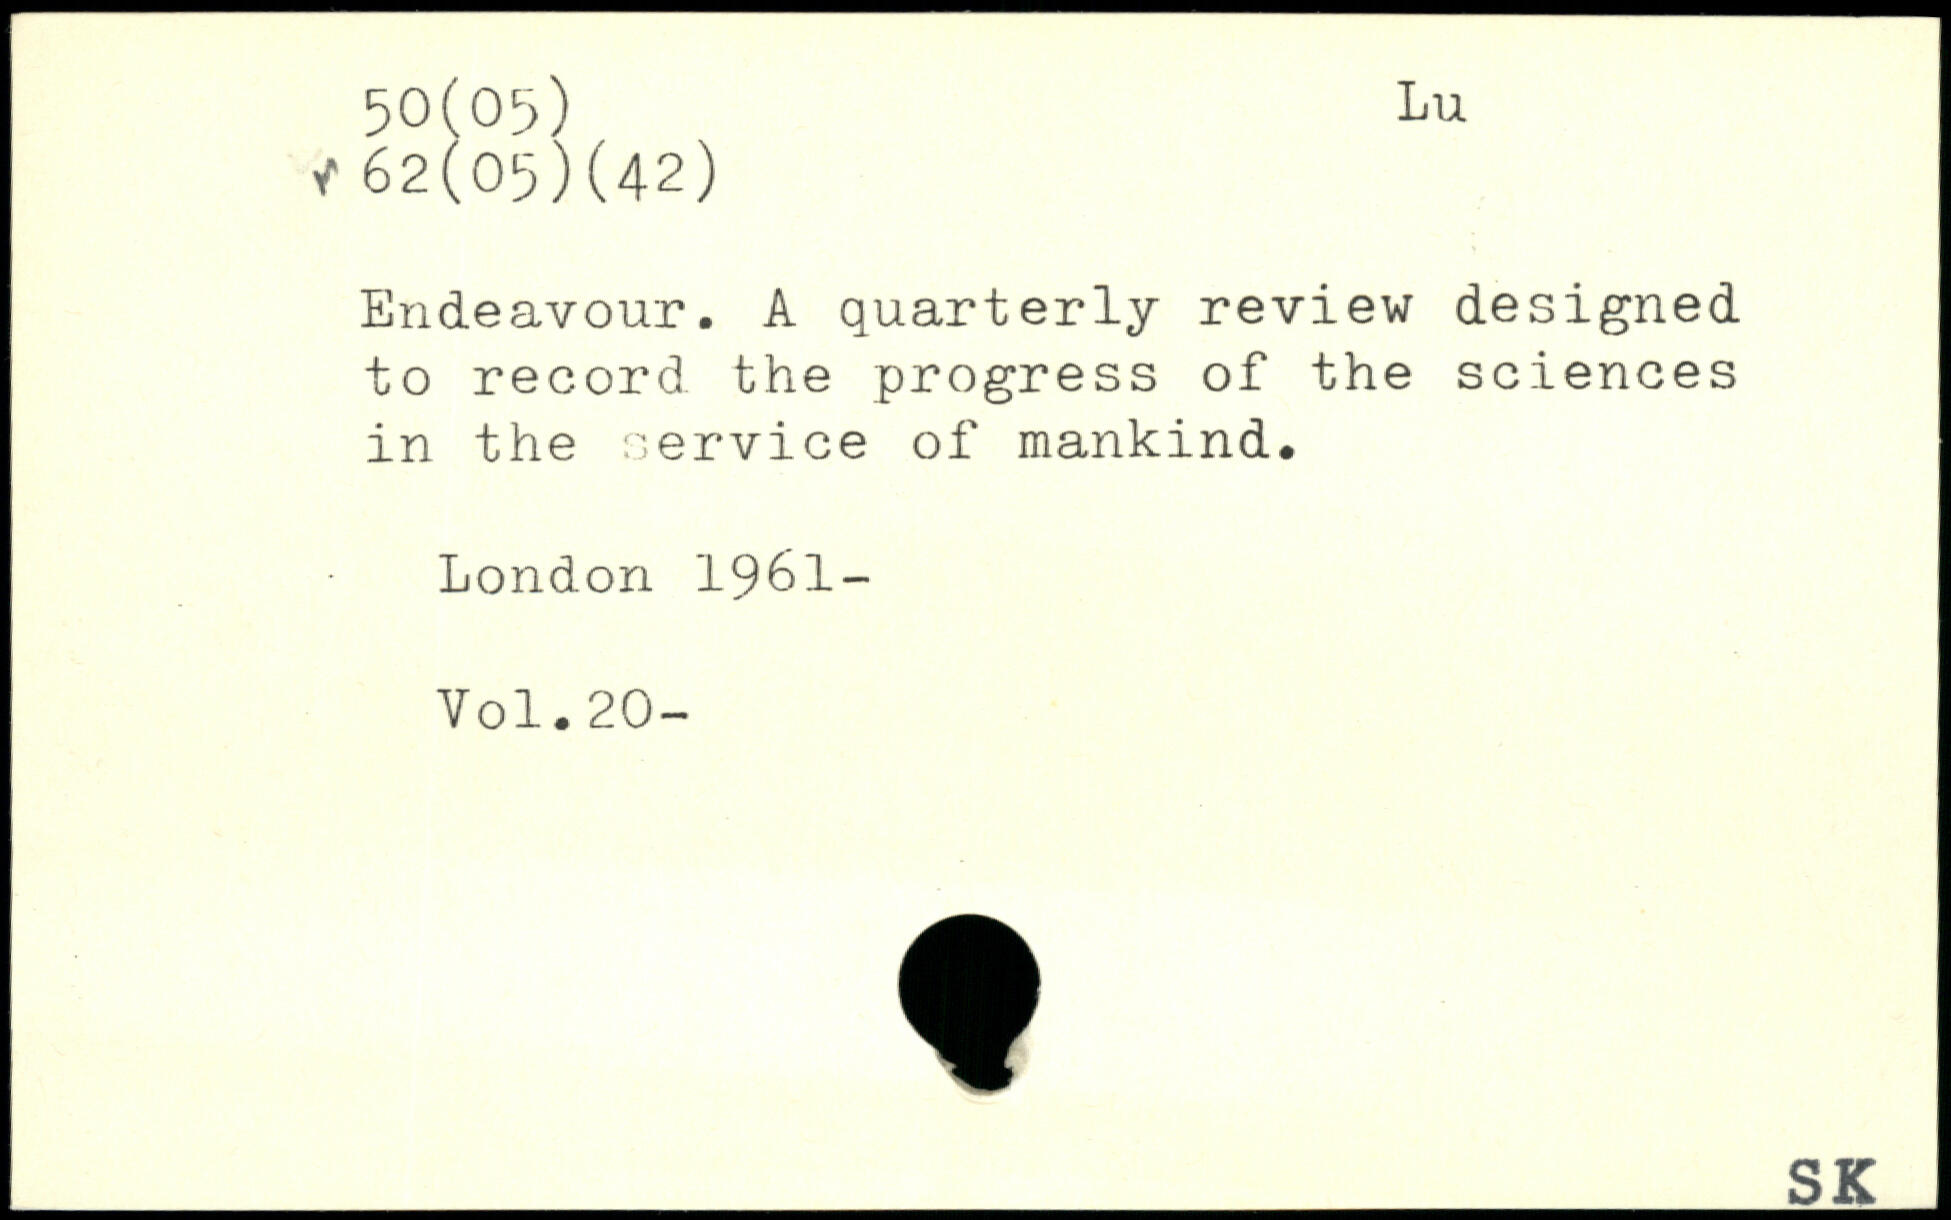 50(05) Lu
62(05)(42)
Endeavour. A quarterly review designed
to record the progress of the sciences
in the service of mankind.
London 1961-
Vol.20-
SK